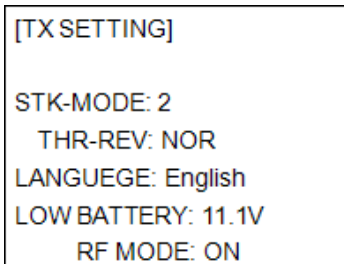 [TX SETTING]
STK-MODE: 2
THR-REV: NOR
LANGUEGE: English
LOW BATTERY: 11.1V
RF MODE: ON